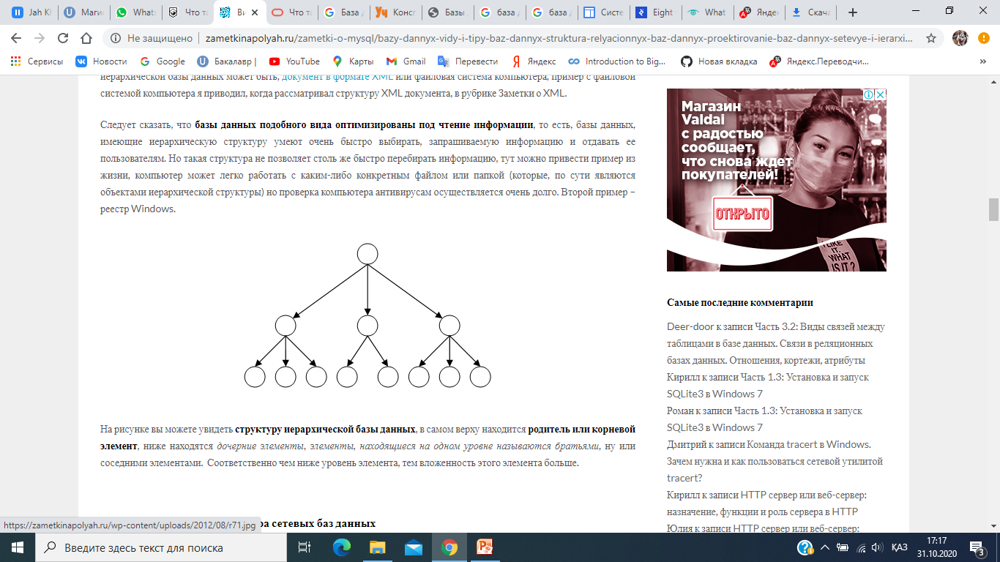 Jah Kh
Магис
Whats
Что та
Ви
Что та
База д
Консп
Базы
база д
база д
Систе
Eight
What
Яндек
Скача
Не защищено
zametkinapolyah.ru/zametki-o-mysql/bazy-dannyx-vidy-i-tipy-baz-dannyx-struktura-relyacionnyx-baz-dannyx-proektirovanie-baz-dannyx-setevye-i-ierarxi...
Сервисы
Новости
Google
Бакалавр |
YouTube
Карты
Gmail
Перевести
Яндекс
Introduction to Big...
Новая вкладка
Яндекс.Переводчи...
»
иерархической базы данных может быть, документ в формате XML или файловая система компьютера, пример с файловой
системой компьютера я приводил, когда рассматривал структуру XML документа, в рубрике Заметки о XML.
Следует сказать, что базы данных подобного вида оптимизированы под чтение информации, то есть, базы данных,
имеющие иерархическую структуру умеют очень быстро выбирать, запрашиваемую информацию и отдавать ее
пользователям. Но такая структура не позволяет столь же быстро перебирать информацию, тут можно привести пример из
жизни, компьютер может легко работать с каким-либо конкретным файлом или папкой (которые, по сути являются
объектами иерархической структуры) но проверка компьютера антивирусам осуществляется очень долго. Второй пример –
реестр Windows.
На рисунке вы можете увидеть структуру иерархической базы данных, в самом верху находится родитель или корневой
элемент, ниже находятся дочерние элементы, элементы, находящиеся на одном уровне называются братьями, ну или
соседними элементами. Соответственно чем ниже уровень элемента, тем вложенность этого элемента больше.
ра сетевых баз данных
Магазин
Valdai
с радостью
сообщает,
что снова ждет
покупателей!
ОТКРЫТО
I LIKE
IT.
WHAT
IS IT?
Самые последние комментарии
Deer-door к записи Часть 3.2: Виды связей между
таблицами в базе данных. Связи в реляционных
базах данных. Отношения, кортежи, атрибуты
Кирилл к записи Часть 1.3: Установка и запуск
SQLite3 в Windows 7
Роман к записи Часть 1.3: Установка и запуск
SQLite3 в Windows 7
Дмитрий к записи Команда tracert в Windows.
Зачем нужна и как пользоваться сетевой утилитой
tracert?
Кирилл к записи HTTP сервер или веб-сервер:
назначение, функции и роль сервера в HTTP
Юлия к записи HTTP сервер или веб-сервер:
https://zametkinapolyah.ru/wp-content/uploads/2012/08/r71.jpg
Введите здесь текст для поиска
ҚАЗ
17:17
31.10.2020
3